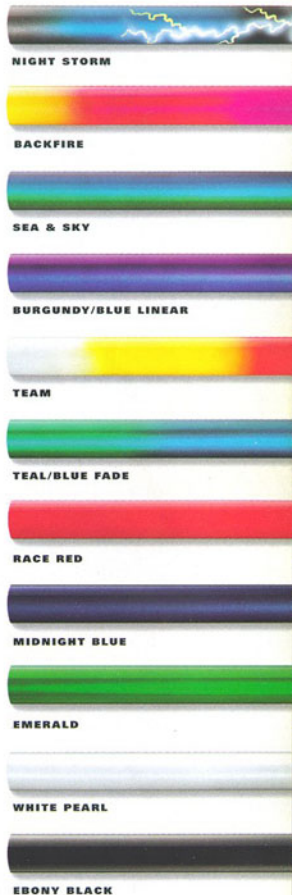 NIGHT STORM
BACKFIRE
SEA & SKY
BURGUNDY/BLUE LINEAR
TEAM
TEAL/BLUE FADE
RACE RED
MIDNIGHT BLUE
EMERALD
WHITE PEARL
EBONY BLACK